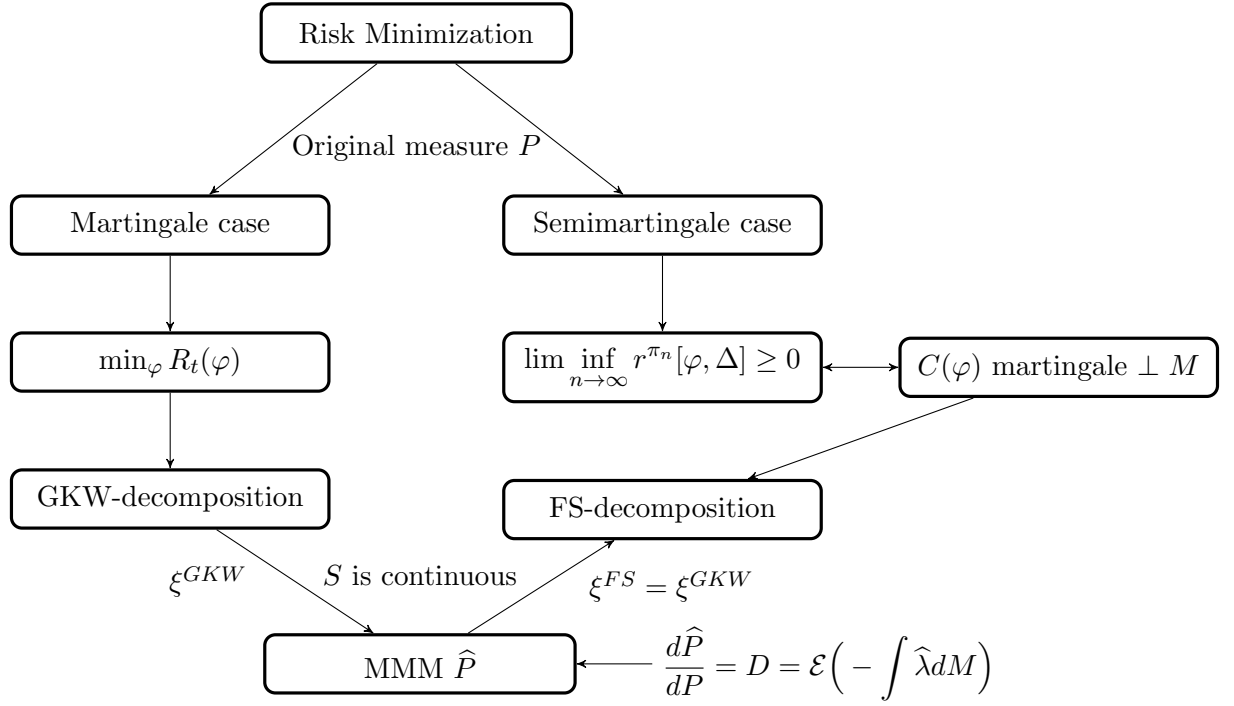 Risk Minimization
Original measure P
Martingale case
Semimartingale case
min_φ R_t(φ)
lim inf_{n→∞} r^{π_n}[φ, Δ] ≥ 0
C(φ) martingale ⊥ M
GKW-decomposition
FS-decomposition
ξ^{GKW}
S is continuous
ξ^{FS} = ξ^{GKW}
MMM P̂
dP̂/dP = D = ℰ(− ∫ λ̂dM)